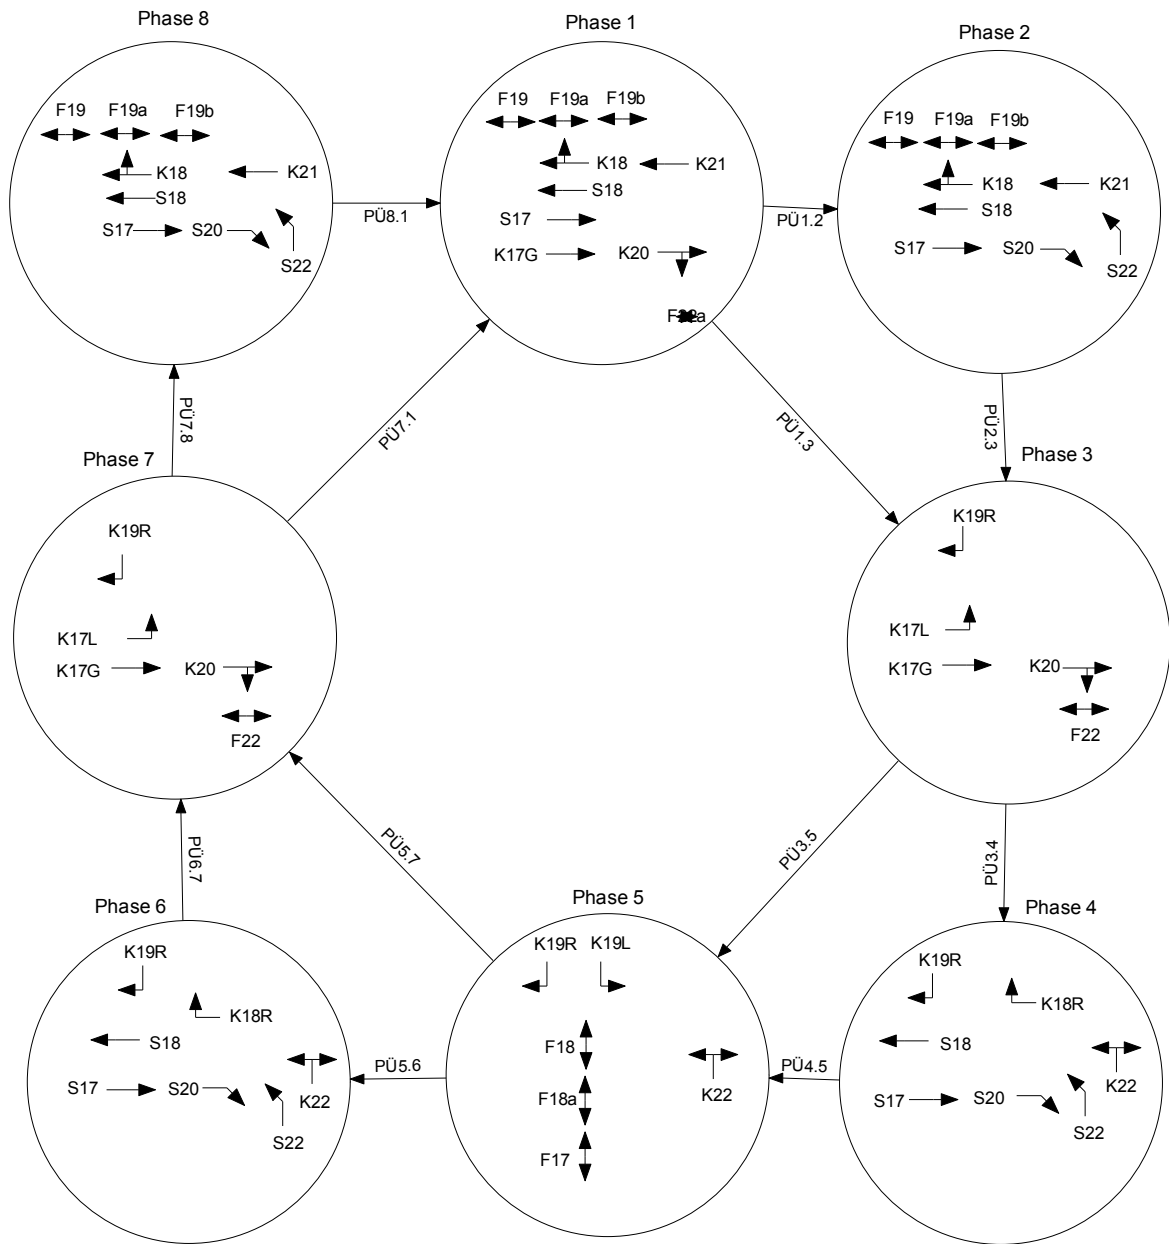 Phase 8
F19 F19a F19b
K18 K21
S18
S17 S20
S22
PÜ8.1
Phase 1
F19 F19a F19b
K18 K21
S18
S17
K17G K20
PÜ1.2
Phase 2
F19 F19a F19b
K18 K21
S18
S17 S20 S22
PÜ7.8
PÜ7.1
PÜ1.3
PÜ2.3
Phase 7
K19R
K17L
K17G K20
F22
Phase 3
K19R
K17L
K17G K20
F22
PÜ6.7
PÜ5.7
PÜ3.5
PÜ3.4
Phase 6
K19R
K18R
S18
S17 S20 K22
S22
PÜ5.6
Phase 5
K19R K19L
F18
F18a K22
F17
PÜ4.5
Phase 4
K19R
K18R
S18
S17 S20 K22
S22